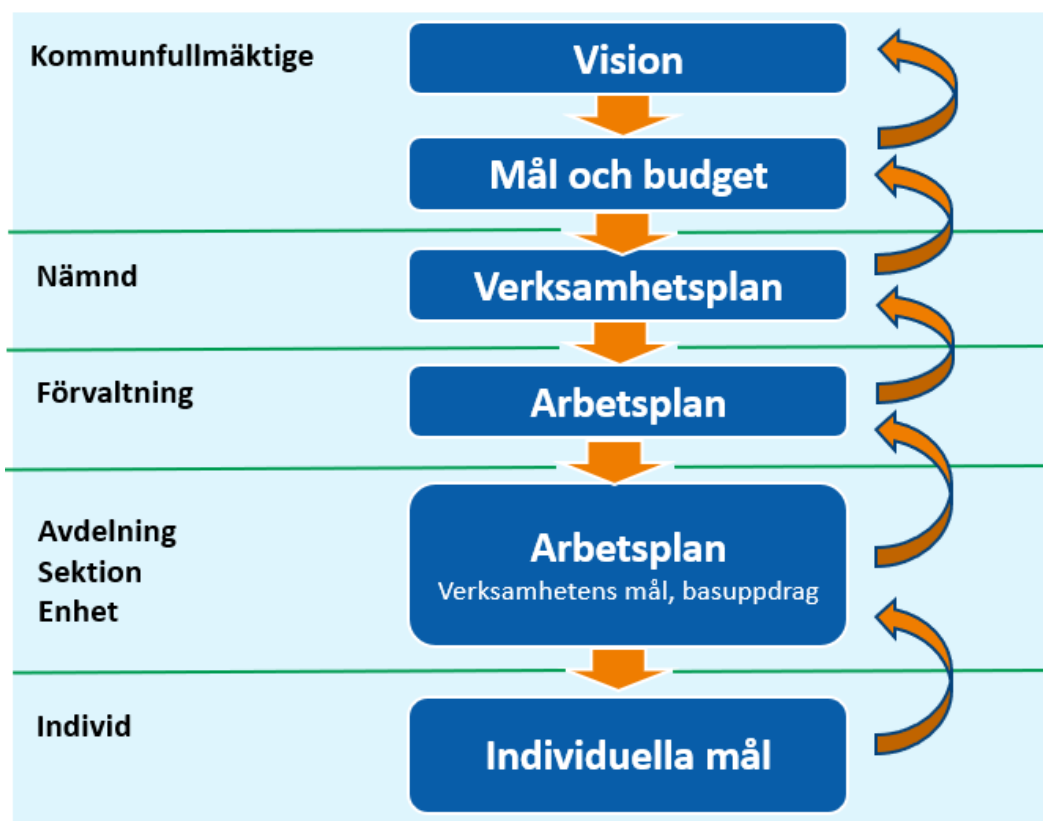 Kommunfullmäktige
Vision
Mål och budget
Nämnd
Verksamhetsplan
Förvaltning
Arbetsplan
Avdelning
Sektion
Enhet
Arbetsplan
Verksamhetens mål, basuppdrag
Individ
Individuella mål